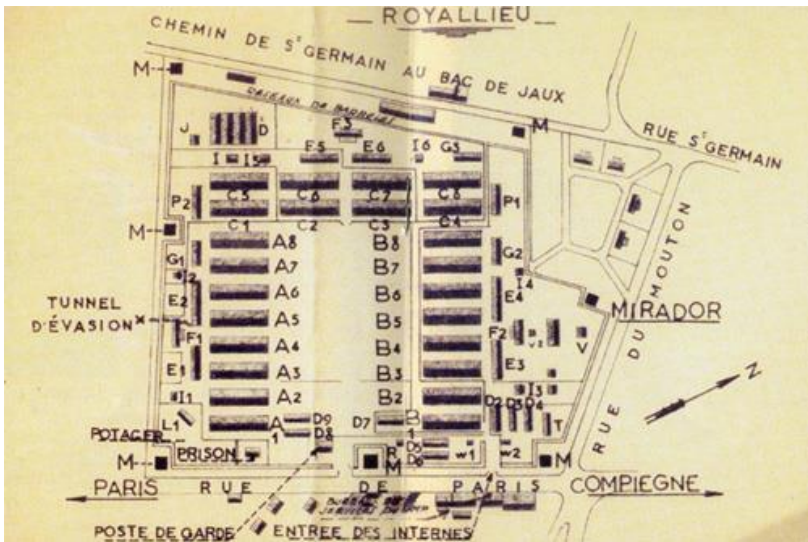 ROYALLIEU
CHEMIN DE St GERMAIN AU BAC DE JAUX
RUE St GERMAIN
M
M
J
D
F3
I
I5
F5
E6
I6
G3
P2
C5
C6
C7
C8
P1
C1
C2
C3
C4
M
A8
B8
G1
G2
I2
A7
B7
I4
E2
A6
B6
E4
TUNNEL
D'ÉVASION
A5
B5
F2
MIRADOR
F1
A4
B4
V
E1
A3
B3
E3
I1
A2
B2
I3
D2
D3
D4
L1
A
1
D9
D8
D7
B
1
T
POTAGER
PRISON
R
D5
D6
W1
W2
M
M
M
RUE DU MOUTON
N
PARIS
RUE DE PARIS
COMPIEGNE
POSTE DE GARDE
ENTREE DES INTERNES